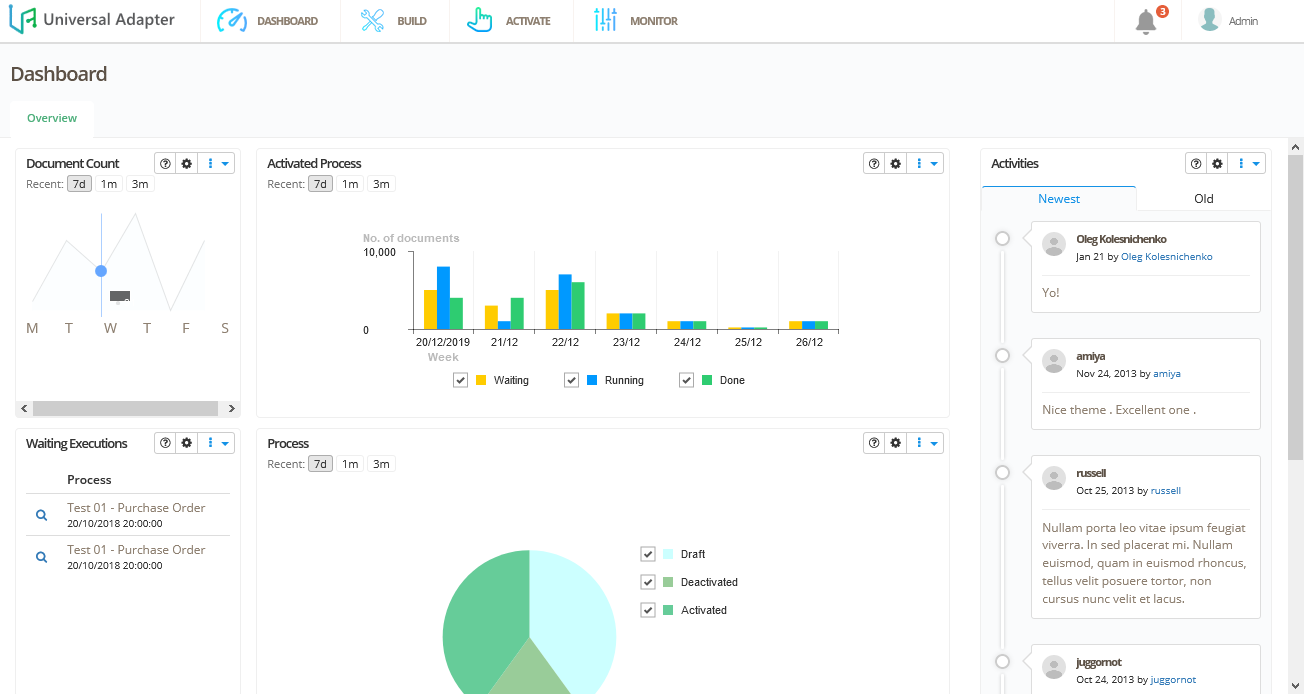 Universal Adapter
DASHBOARD
BUILD
ACTIVATE
MONITOR
3
Admin
Dashboard
Overview
Document Count
Recent: 7d 1m 3m
M T W T F S
Activated Process
Recent: 7d 1m 3m
No. of documents
10,000
0
20/12/2019 21/12 22/12 23/12 24/12 25/12 26/12
Week
Waiting Running Done
Activities
Newest Old
Oleg Kolesnichenko
Jan 21 by Oleg Kolesnichenko
Yo!
amiya
Nov 24, 2013 by amiya
Nice theme . Excellent one .
russell
Oct 25, 2013 by russell
Nullam porta leo vitae ipsum feugiat
viverra. In sed placerat mi. Nullam
euismod, quam in euismod rhoncus,
tellus velit posuere tortor, non
cursus nunc velit et lacus.
juggornot
Oct 24, 2013 by juggornot
Waiting Executions
Process
Test 01 - Purchase Order
20/10/2018 20:00:00
Test 01 - Purchase Order
20/10/2018 20:00:00
Process
Recent: 7d 1m 3m
Draft
Deactivated
Activated